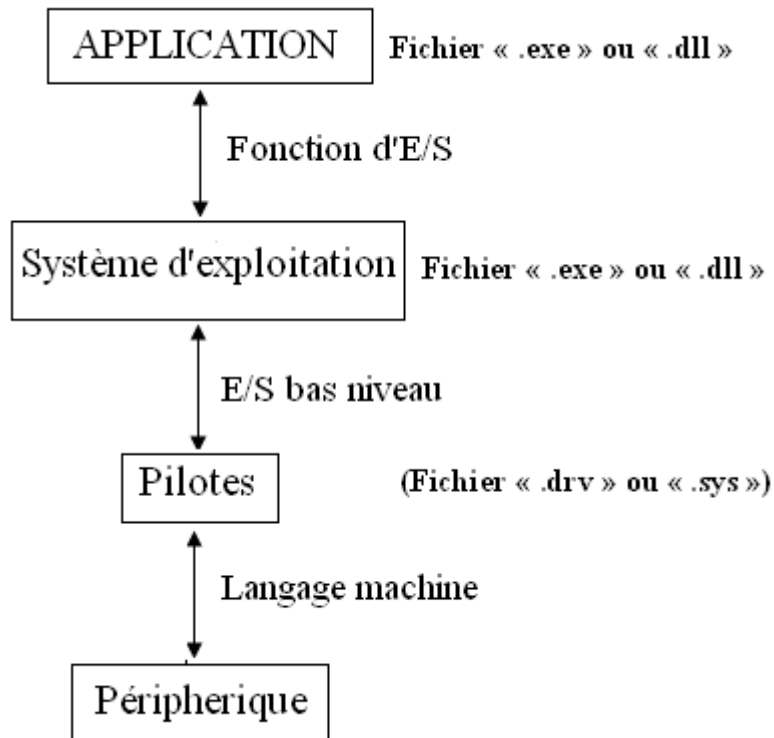 APPLICATION Fichier « .exe » ou « .dll »
Fonction d'E/S
Système d'exploitation Fichier « .exe » ou « .dll »
E/S bas niveau
Pilotes (Fichier « .drv » ou « .sys »)
Langage machine
Péripherique